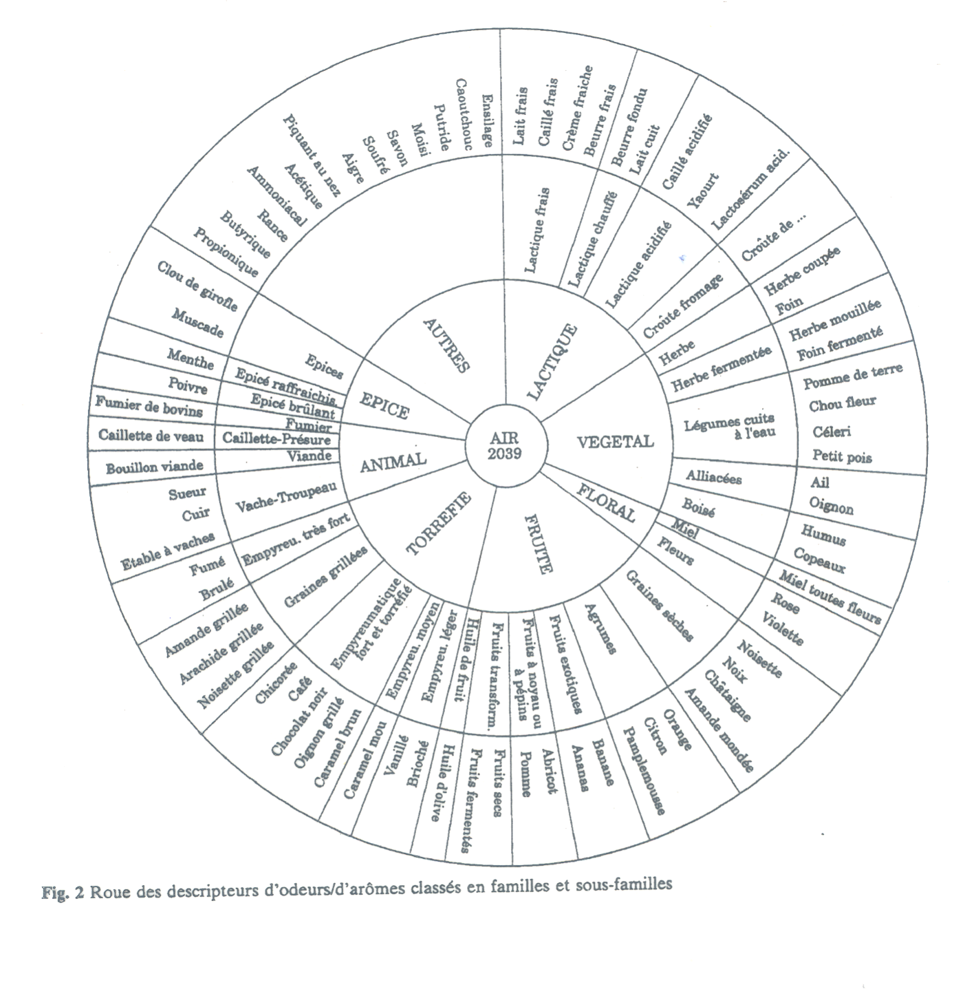 AIR
2039
LACTIQUE
Lactique frais
Lait frais
Caillé frais
Crème fraiche
Beurre frais
Lactique chauffé
Beurre fondu
Lait cuit
Lactique acidifié
Caillé acidifié
Yaourt
Lactosérum acid.
Croûte fromage
Croûte de ...
VEGETAL
Herbe
Herbe coupée
Foin
Herbe fermentée
Herbe mouillée
Foin fermenté
Légumes cuits
à l'eau
Pomme de terre
Chou fleur
Céleri
Petit pois
Alliacées
Ail
Oignon
Boisé
Humus
Copeaux
FLORAL
Miel
Miel toutes fleurs
Fleurs
Rose
Violette
FRUITE
Graines sèches
Noisette
Noix
Châtaigne
Amande mondée
Agrumes
Orange
Citron
Pamplemousse
Fruits exotiques
Banane
Ananas
Fruits à noyau ou
à pépins
Abricot
Pomme
Fruits transform.
Fruits secs
Fruits fermentés
Huile de fruit
Huile d'olive
TORREFIE
Empyreu. léger
Brioché
Vanillé
Empyreu. moyen
Caramel mou
Empyreumatique
fort et torréfié
Caramel brun
Oignon grillé
Chocolat noir
Café
Chicorée
Graines grillées
Noisette grillée
Arachide grillée
Amande grillée
Empyreu. très fort
Brulé
Fumé
ANIMAL
Vache-Troupeau
Etable à vaches
Cuir
Sueur
Viande
Bouillon viande
Caillette-Présure
Caillette de veau
Fumier
Fumier de bovins
EPICE
Epicé brûlant
Poivre
Epicé raffraichis.
Menthe
Epices
Muscade
Clou de girofle
AUTRES
Propionique
Butyrique
Rance
Ammoniacal
Acétique
Piquant au nez
Aigre
Soufré
Savon
Moisi
Putride
Caoutchouc
Ensilage
Fig. 2 Roue des descripteurs d'odeurs/d'arômes classés en familles et sous-familles